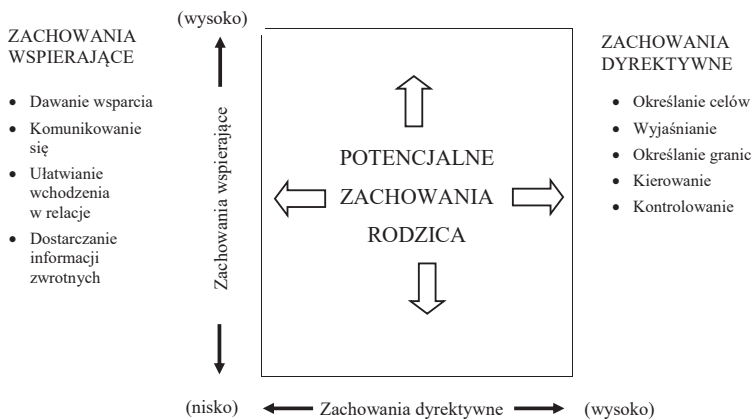 ZACHOWANIA
WSPIERAJĄCE
• Dawanie wsparcia
• Komunikowanie
się
• Ułatwianie
wchodzenia
w relacje
• Dostarczanie
informacji
zwrotnych
(wysoko)
Zachowania wspierające
(nisko)
POTENCJALNE
ZACHOWANIA
RODZICA
Zachowania dyrektywne
(wysoko)
ZACHOWANIA
DYREKTYWNE
• Określanie celów
• Wyjaśnianie
• Określanie granic
• Kierowanie
• Kontrolowanie